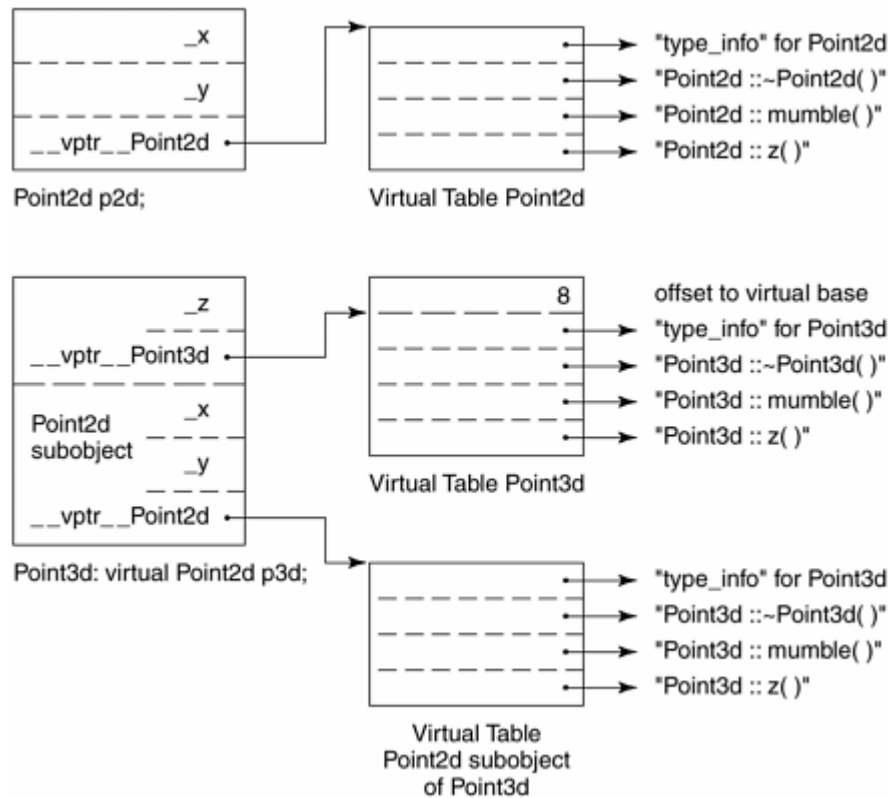 _x
_y
__vptr__Point2d
Point2d p2d;
"type_info" for Point2d
"Point2d ::~Point2d( )"
"Point2d :: mumble( )"
"Point2d :: z( )"
Virtual Table Point2d
_z
__vptr__Point3d
Point2d
subobject
_x
_y
__vptr__Point2d
Point3d: virtual Point2d p3d;
8
offset to virtual base
"type_info" for Point3d
"Point3d ::~Point3d( )"
"Point3d :: mumble( )"
"Point3d :: z( )"
Virtual Table Point3d
"type_info" for Point3d
"Point3d ::~Point3d( )"
"Point3d :: mumble( )"
"Point3d :: z( )"
Virtual Table
Point2d subobject
of Point3d